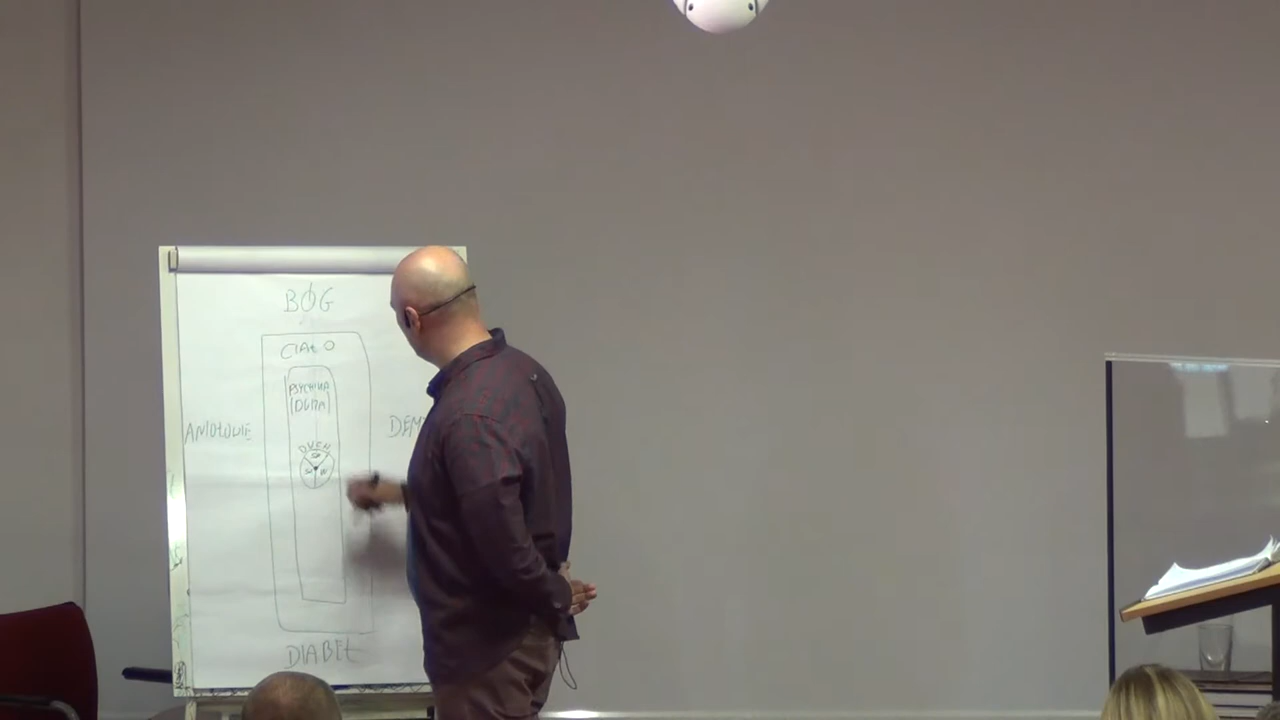 BÓG
CIAŁO
PSYCHIKA
(DUSZA)
ANIOŁOWIE
DUCH
DIABEŁ